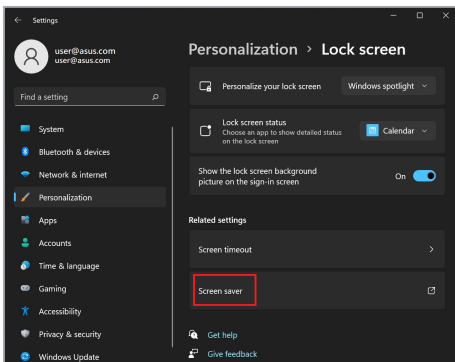 Settings
user@asus.com
user@asus.com
Find a setting
System
Bluetooth & devices
Network & internet
Personalization
Apps
Accounts
Time & language
Gaming
Accessibility
Privacy & security
Windows Update
Personalization > Lock screen
Personalize your lock screen
Windows spotlight
Lock screen status
Choose an app to show detailed status
on the lock screen
Calendar
Show the lock screen background
picture on the sign-in screen
On
Related settings
Screen timeout
Screen saver
Get help
Give feedback